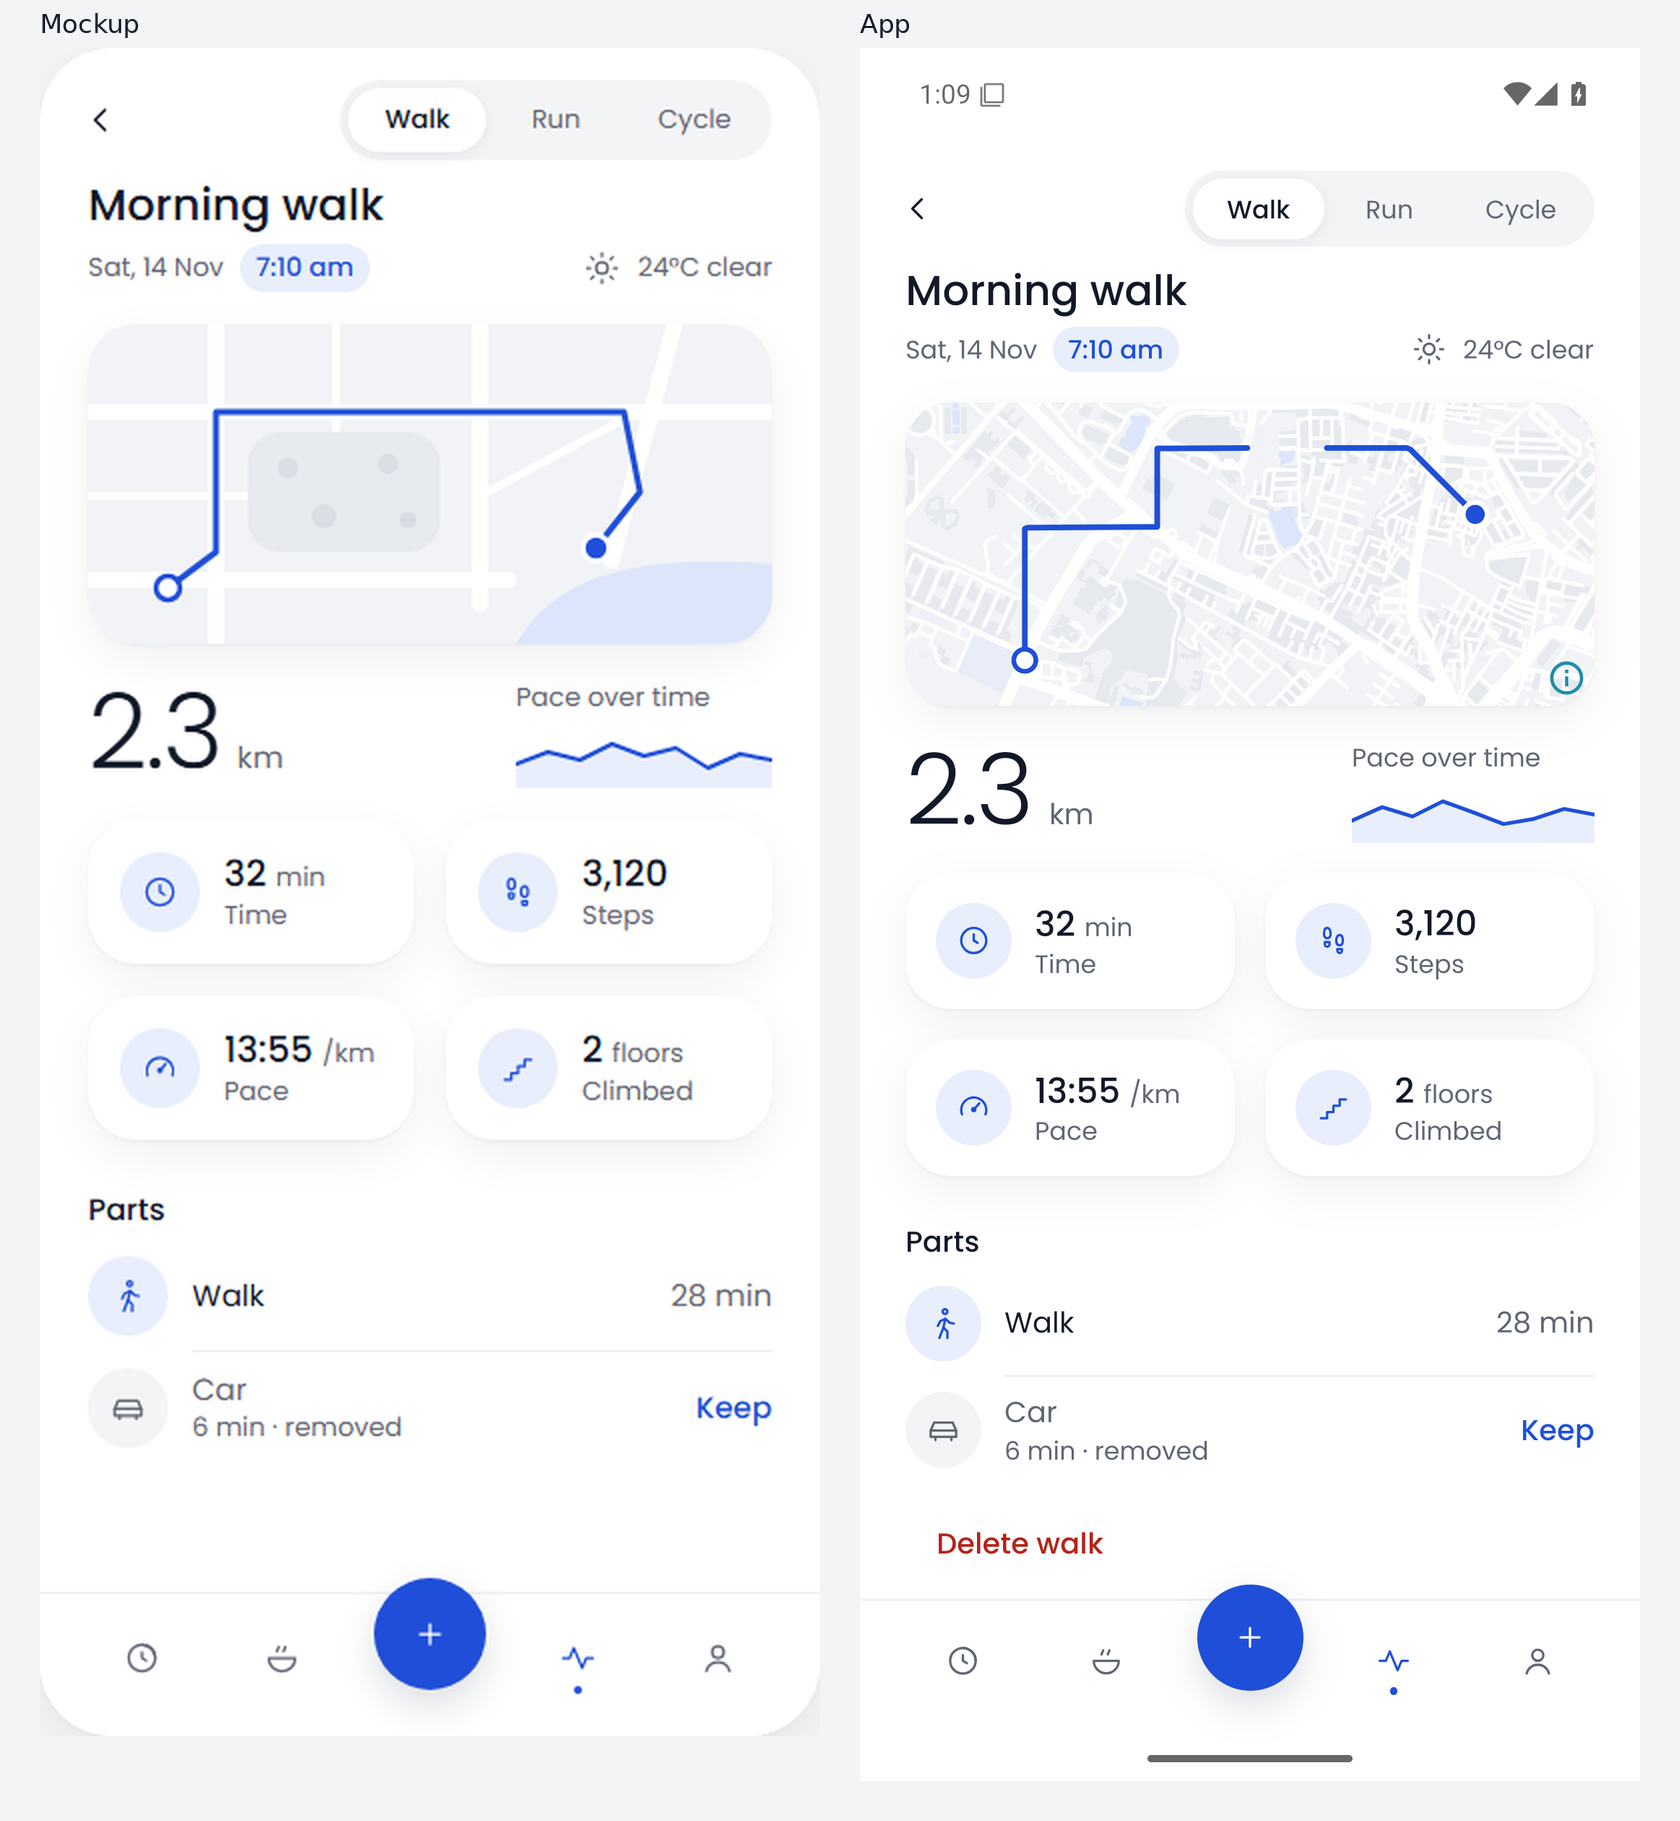 Mockup
Walk Run Cycle
Morning walk
Sat, 14 Nov 7:10 am 24°C clear
2.3 km
Pace over time
32 min
Time
3,120
Steps
13:55 /km
Pace
2 floors
Climbed
Parts
Walk 28 min
Car
6 min · removed
Keep
App
1:09
Walk Run Cycle
Morning walk
Sat, 14 Nov 7:10 am 24°C clear
2.3 km
Pace over time
32 min
Time
3,120
Steps
13:55 /km
Pace
2 floors
Climbed
Parts
Walk 28 min
Car
6 min · removed
Keep
Delete walk